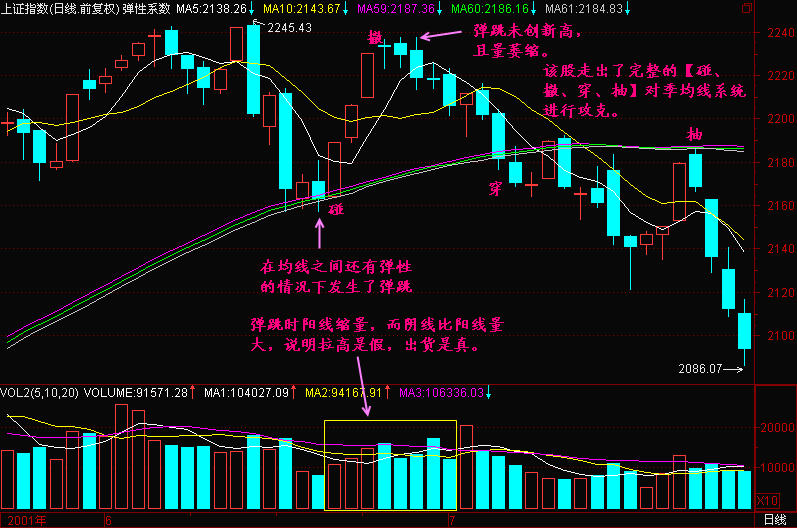 上证指数(日线.前复权) 弹性系数 MA5:2138.26↓ MA10:2143.67↓ MA59:2187.36↓ MA60:2186.16↓ MA61:2184.83↓
2245.43
撤
弹跳未创新高,
且量萎缩。
该股走出了完整的【碰、
撤、穿、抽】对季均线系统
进行攻克。
2240
2220
2200
2180
2160
2140
2120
2100
抽
穿
碰
在均线之间还有弹性
的情况下发生了弹跳
弹跳时阳线缩量,而阴线比阳线量
大,说明拉高是假,出货是真。
2086.07
VOL2(5,10,20) VOLUME:91571.28↑ MA1:104027.09↑ MA2:94167.91↑ MA3:106336.03↓
20000
10000
X10
2001年 6 7 日线